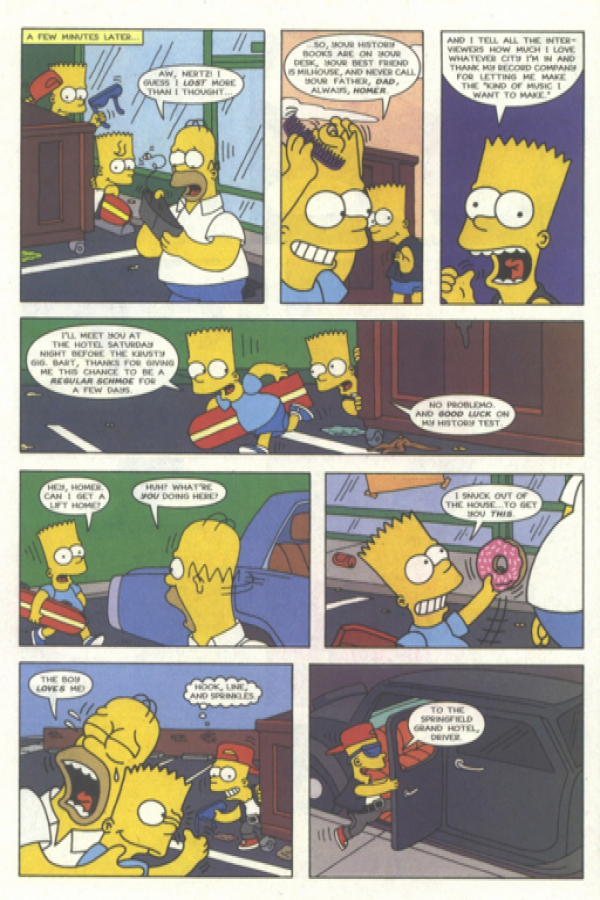 A FEW MINUTES LATER...
AW, NERTZ! I
GUESS I LOST MORE
THAN I THOUGHT...
...SO, YOUR HISTORY
BOOKS ARE ON YOUR
DESK, YOUR BEST FRIEND
IS MILHOUSE, AND NEVER CALL
YOUR FATHER, DAD,
ALWAYS, HOMER.
AND I TELL ALL THE INTER-
VIEWERS HOW MUCH I LOVE
WHATEVER CITY I'M IN AND
THANK MY RECORD COMPANY
FOR LETTING ME MAKE
THE "KIND OF MUSIC I
WANT TO MAKE."
I'LL MEET YOU AT
THE HOTEL SATURDAY
NIGHT BEFORE THE KRUSTY
GIG. BART, THANKS FOR GIVING
ME THIS CHANCE TO BE A
REGULAR SCHMOE FOR
A FEW DAYS.
NO PROBLEMO.
AND GOOD LUCK ON
MY HISTORY TEST.
HEY, HOMER.
CAN I GET A
LIFT HOME?
HUH? WHAT'RE
YOU DOING HERE?
I SNUCK OUT OF
THE HOUSE...TO GET
YOU THIS.
THE BOY
LOVES ME!
HOOK, LINE,
AND SPRINKLES.
TO THE
SPRINGFIELD
GRAND HOTEL,
DRIVER.